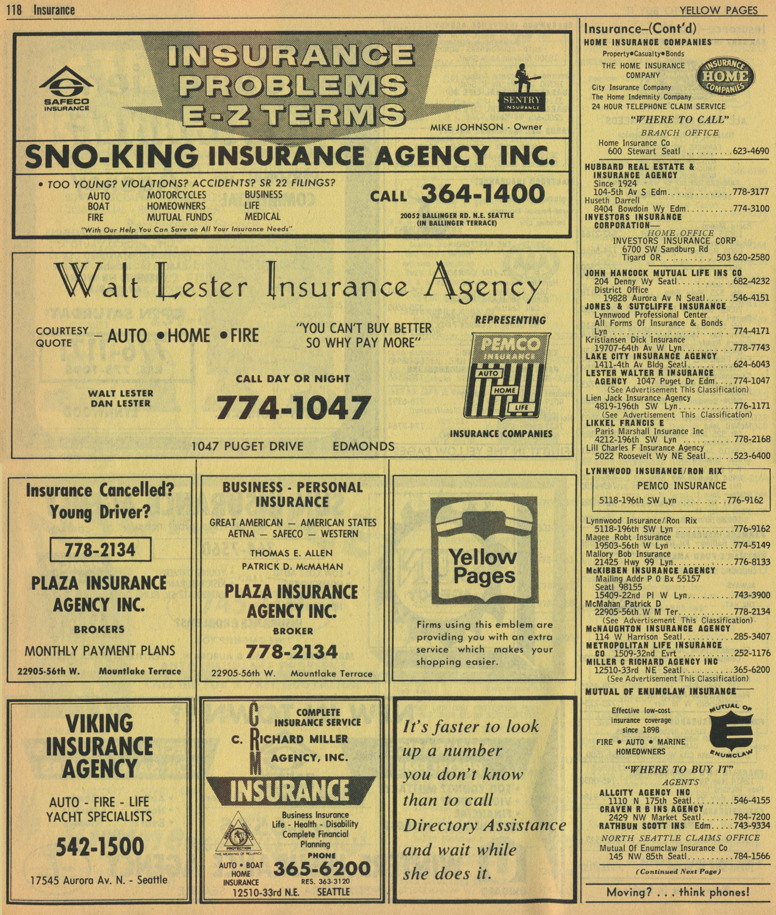 118 Insurance
YELLOW PAGES
INSURANCE
PROBLEMS
E-Z TERMS
SAFECO
INSURANCE
SENTRY
INSURANCE
MIKE JOHNSON - Owner
SNO-KING INSURANCE AGENCY INC.
• TOO YOUNG? VIOLATIONS? ACCIDENTS? SR 22 FILINGS?
AUTO MOTORCYCLES BUSINESS
BOAT HOMEOWNERS LIFE
FIRE MUTUAL FUNDS MEDICAL
"With Our Help You Can Save on All Your Insurance Needs"
CALL 364-1400
20052 BALLINGER RD. N.E. SEATTLE
(IN BALLINGER TERRACE)
Walt Lester Insurance Agency
COURTESY
QUOTE
– AUTO • HOME • FIRE
"YOU CAN'T BUY BETTER
SO WHY PAY MORE"
REPRESENTING
PEMCO
INSURANCE
AUTO
HOME
LIFE
INSURANCE COMPANIES
WALT LESTER
DAN LESTER
CALL DAY OR NIGHT
774-1047
1047 PUGET DRIVE EDMONDS
Insurance Cancelled?
Young Driver?
778-2134
PLAZA INSURANCE
AGENCY INC.
BROKERS
MONTHLY PAYMENT PLANS
22905-56th W. Mountlake Terrace
BUSINESS - PERSONAL
INSURANCE
GREAT AMERICAN — AMERICAN STATES
AETNA — SAFECO — WESTERN
THOMAS E. ALLEN
PATRICK D. McMAHAN
PLAZA INSURANCE
AGENCY INC.
BROKER
778-2134
22905-56th W. Mountlake Terrace
Yellow
Pages
Firms using this emblem are
providing you with an extra
service which makes your
shopping easier.
VIKING
INSURANCE
AGENCY
AUTO - FIRE - LIFE
YACHT SPECIALISTS
542-1500
17545 Aurora Av. N. - Seattle
COMPLETE
INSURANCE SERVICE
CRM
C. RICHARD MILLER
AGENCY, INC.
INSURANCE
Business Insurance
Life - Health - Disability
Complete Financial
Planning
PROTECTION
AUTO • BOAT
HOME
INSURANCE
PHONE
365-6200
RES. 363-3120
12510-33rd N.E. SEATTLE
It's faster to look
up a number
you don't know
than to call
Directory Assistance
and wait while
she does it.
Insurance–(Cont'd)
HOME INSURANCE COMPANIES
Property•Casualty•Bonds
THE HOME INSURANCE
COMPANY
INSURANCE
HOME
COMPANIES
City Insurance Company
The Home Indemnity Company
24 HOUR TELEPHONE CLAIM SERVICE
"WHERE TO CALL"
BRANCH OFFICE
Home Insurance Co
600 Stewart Seatl ........623-4690
HUBBARD REAL ESTATE &
INSURANCE AGENCY
Since 1924
104-5th Av S Edm..........778-3177
Huseth Darrell
8404 Bowdoin Wy Edm.......774-3100
INVESTORS INSURANCE
CORPORATION—
HOME OFFICE
INVESTORS INSURANCE CORP
6700 SW Sandburg Rd
Tigard OR ......... 503 620-2580
JOHN HANCOCK MUTUAL LIFE INS CO
204 Denny Wy Seatl........682-4232
District Office
19828 Aurora Av N Seatl.....546-4151
JONES & SUTCLIFFE INSURANCE
Lynnwood Professional Center
All Forms Of Insurance & Bonds
Lyn ....................774-4171
Kristiansen Dick Insurance
19707-64th Av W Lyn.......778-7743
LAKE CITY INSURANCE AGENCY
1411-4th Av Bldg Seatl......624-6043
LESTER WALTER R INSURANCE
AGENCY 1047 Puget Dr Edm...774-1047
(See Advertisement This Classification)
Lien Jack Insurance Agency
4819-196th SW Lyn.........776-1171
(See Advertisement This Classification)
LIKKEL FRANCIS E
Paris Marshall Insurance Inc
4212-196th SW Lyn.........778-2168
Lill Charles F Insurance Agency
5022 Roosevelt Wy NE Seatl...523-6400
LYNNWOOD INSURANCE/RON RIX
PEMCO INSURANCE
5118-196th SW Lyn .........776-9162
Lynnwood Insurance/Ron Rix
5118-196th SW Lyn.........776-9162
Magee Robt Insurance
19503-56th W Lyn..........774-5149
Mallory Bob Insurance
21425 Hwy 99 Lyn.........776-8133
McKIBBEN INSURANCE AGENCY
Mailing Addr P O Bx 55157
Seatl 98155
15409-22nd Pl W Lyn.......743-3900
McMahan Patrick D
22905-56th W M Ter........778-2134
(See Advertisement This Classification)
McNAUGHTON INSURANCE AGENCY
114 W Harrison Seatl........285-3407
METROPOLITAN LIFE INSURANCE
CO 1509-32nd Evrt .......252-1176
MILLER C RICHARD AGENCY INC
12510-33rd NE Seatl........365-6200
(See Advertisement This Classification)
MUTUAL OF ENUMCLAW INSURANCE
Effective low-cost
insurance coverage
since 1898
FIRE • AUTO • MARINE
HOMEOWNERS
MUTUAL OF
E
ENUMCLAW
"WHERE TO BUY IT"
AGENTS
ALLCITY AGENCY INC
1110 N 175th Seatl........546-4155
CRAVEN R B INS AGENCY
2429 NW Market Seatl......784-7200
RATHBUN SCOTT INS Edm....743-9334
NORTH SEATTLE CLAIMS OFFICE
Mutual Of Enumclaw Insurance Co
145 NW 85th Seatl.........784-1566
(Continued Next Page)
Moving? . . . think phones!